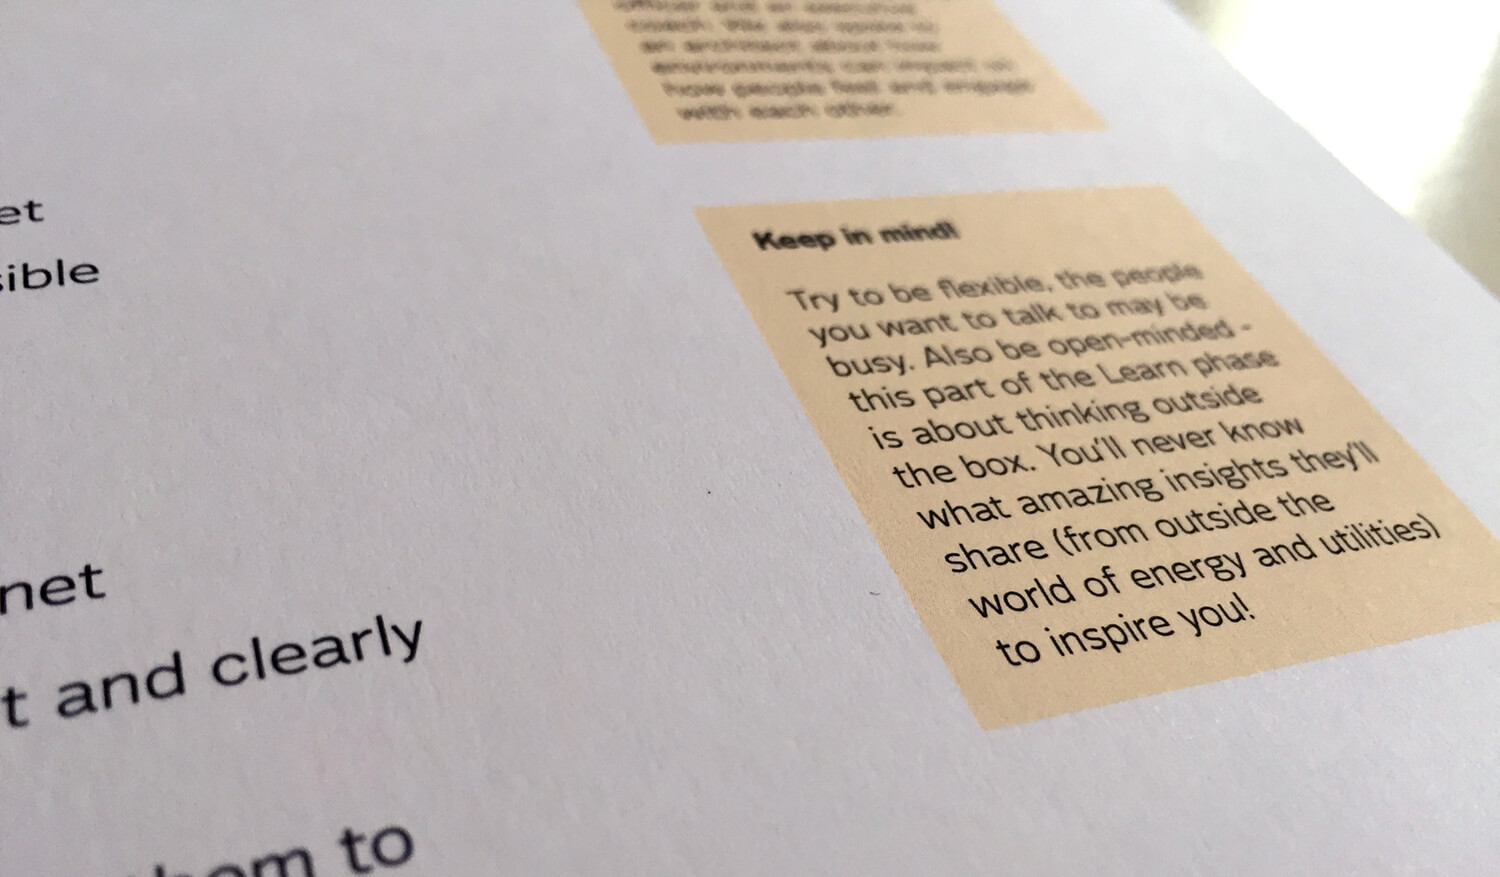 coach. We also spoke to
an architect about how
environments can impact on
how people feel and engage
with each other.
Keep in mind!
Try to be flexible, the people
you want to talk to may be
busy. Also be open-minded -
this part of the Learn phase
is about thinking outside
the box. You'll never know
what amazing insights they'll
share (from outside the
world of energy and utilities)
to inspire you!
et
sible
net
t and clearly
hem to